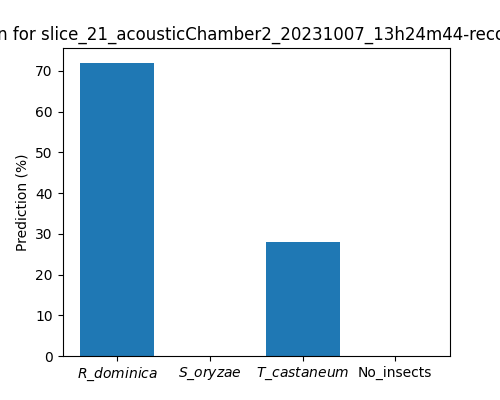 n for slice_21_acousticChamber2_20231007_13h24m44-reco
Prediction (%)
70
60
50
40
30
20
10
0
R_dominica S_oryzae T_castaneum No_insects